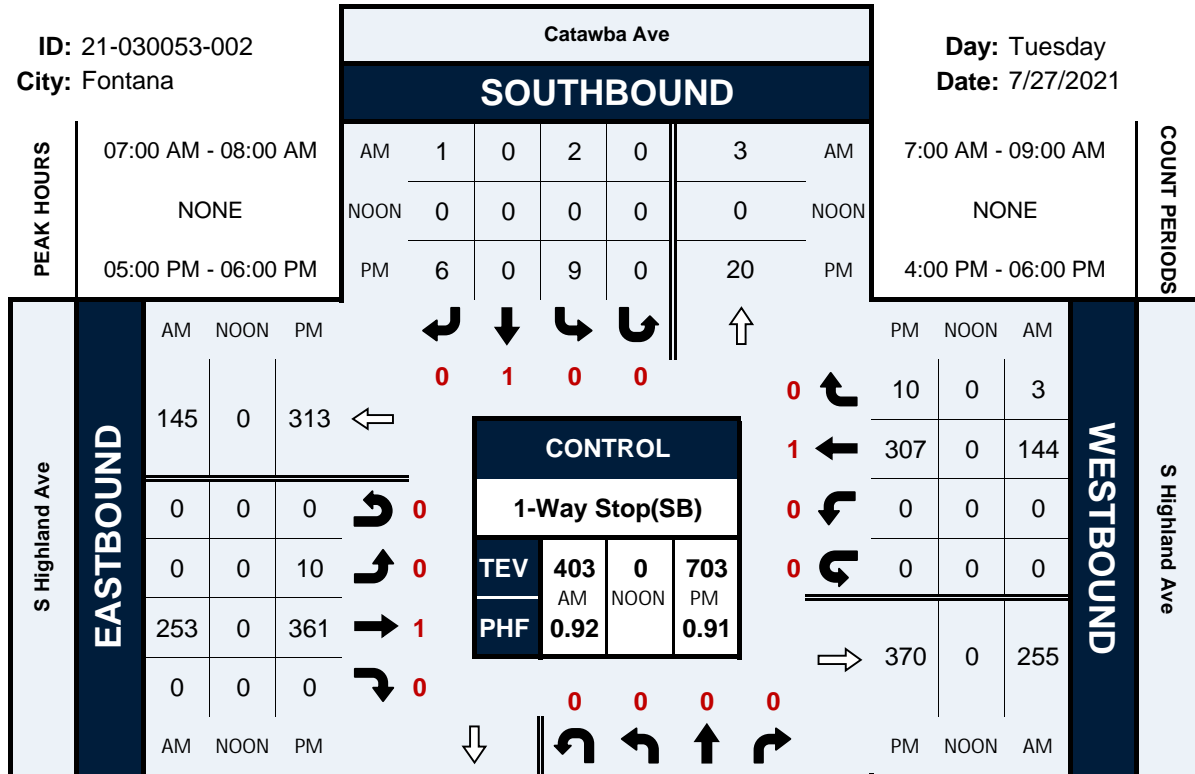 Catawba Ave
ID: 21-030053-002
Day: Tuesday
City: Fontana
Date: 7/27/2021
SOUTHBOUND
PEAK HOURS
07:00 AM - 08:00 AM
NONE
05:00 PM - 06:00 PM
AM 1 0 2 0 3 AM
NOON 0 0 0 0 0 NOON
PM 6 0 9 0 20 PM
7:00 AM - 09:00 AM
NONE
4:00 PM - 06:00 PM
COUNT PERIODS
0 1 0 0
S Highland Ave
EASTBOUND
AM NOON PM
145 0 313
0 0 0 0
0 0 10 0
253 0 361 1
0 0 0 0
AM NOON PM
CONTROL
1-Way Stop(SB)
TEV 403 0 703
AM NOON PM
PHF 0.92 0.91
PM NOON AM
0 10 0 3
1 307 0 144
0 0 0 0
0 0 0 0
370 0 255
PM NOON AM
WESTBOUND
S Highland Ave
0 0 0 0